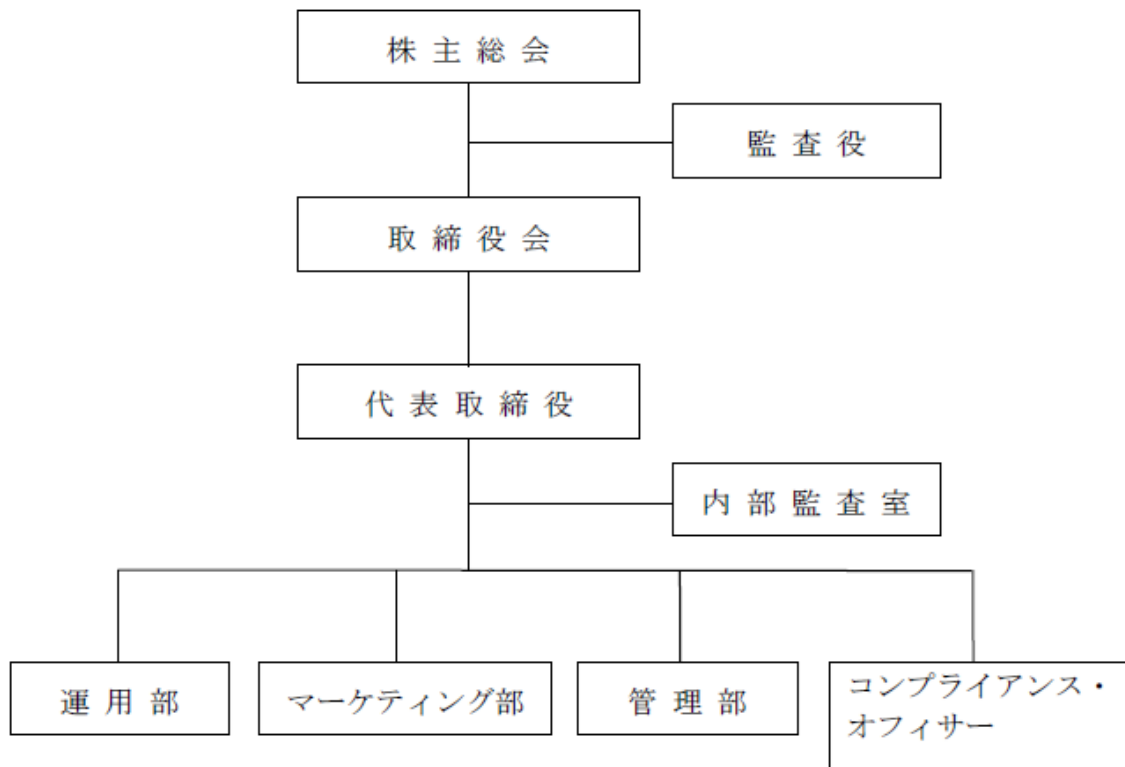 株主総会
監査役
取締役会
代表取締役
内部監査室
運用部
マーケティング部
管理部
コンプライアンス・
オフィサー